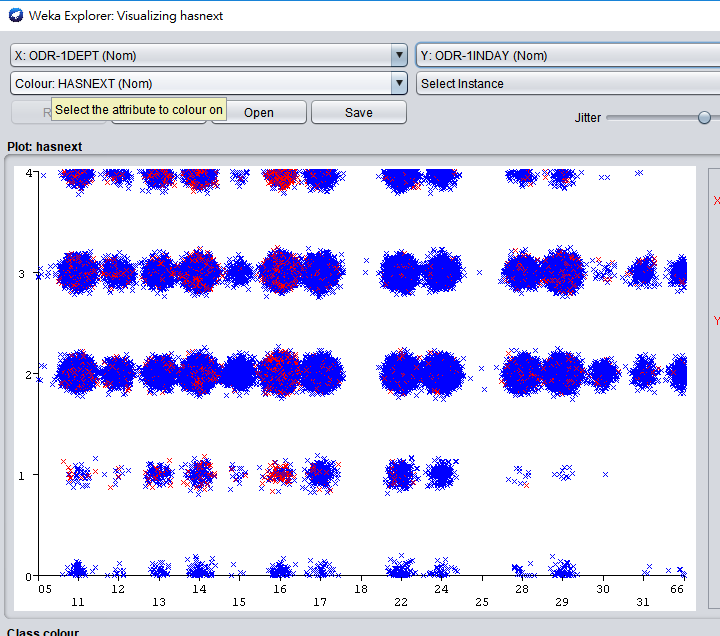 Weka Explorer: Visualizing hasnext
X: ODR-1DEPT (Nom) Y: ODR-1INDAY (Nom)
Colour: HASNEXT (Nom) Select Instance
Select the attribute to colour on Open Save Jitter
Plot: hasnext
4
3
2
1
0
05 12 14 16 18 24 28 30 66
11 13 15 17 22 25 29 31
X
Y
Class colour